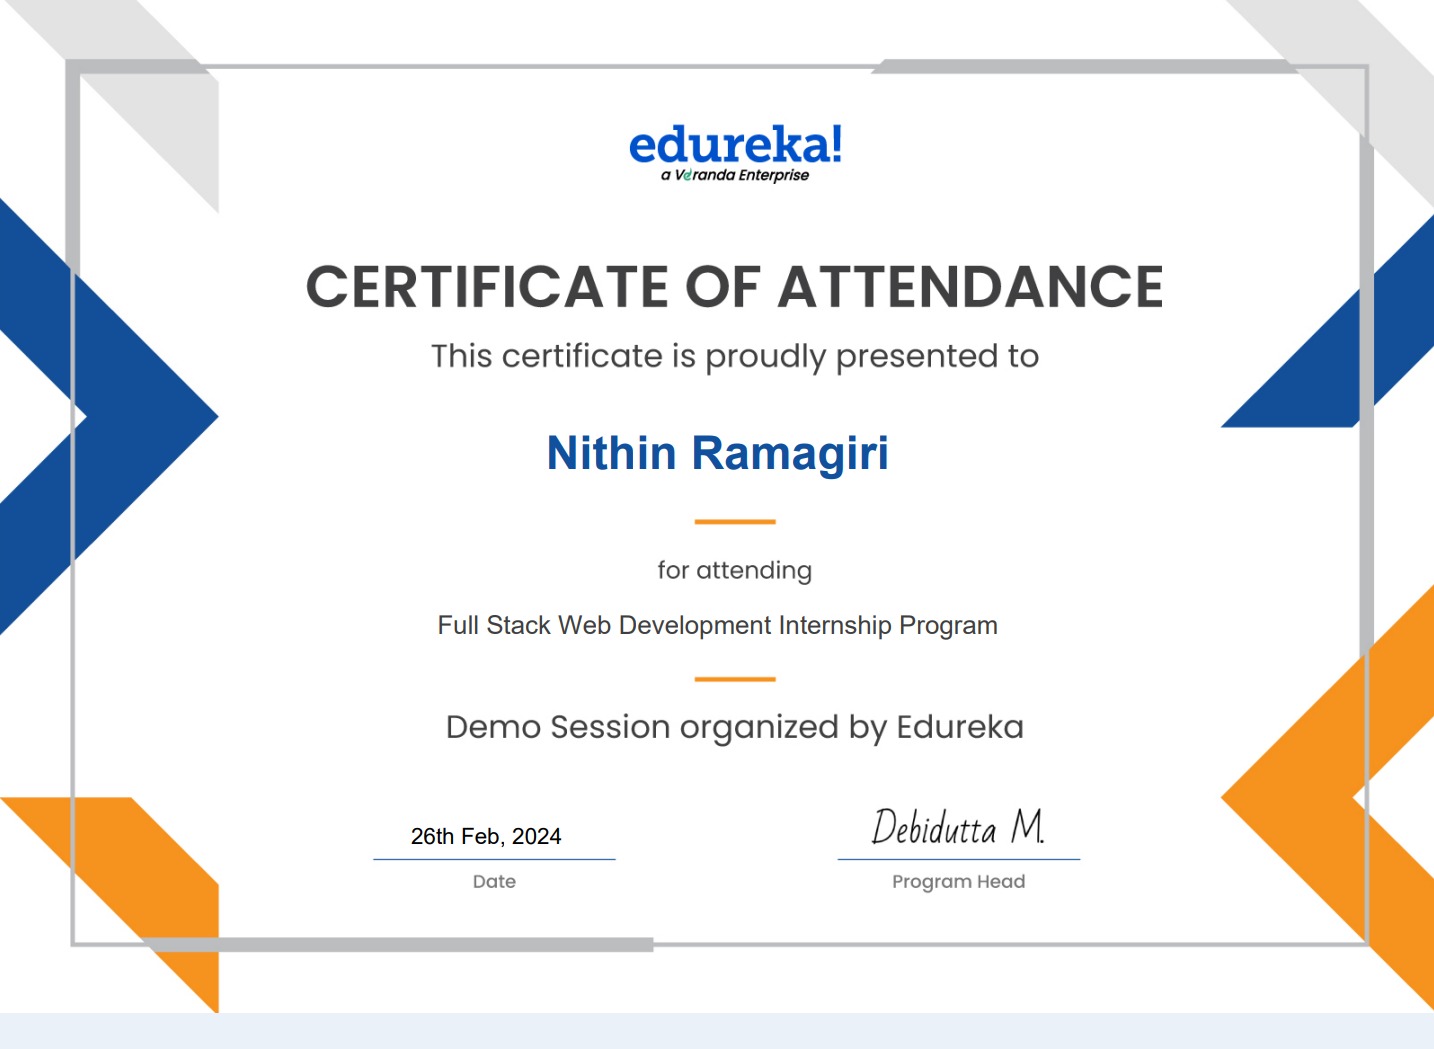 edureka!
a Veranda Enterprise
CERTIFICATE OF ATTENDANCE
This certificate is proudly presented to
Nithin Ramagiri
for attending
Full Stack Web Development Internship Program
Demo Session organized by Edureka
26th Feb, 2024
Debidutta M.
Date
Program Head